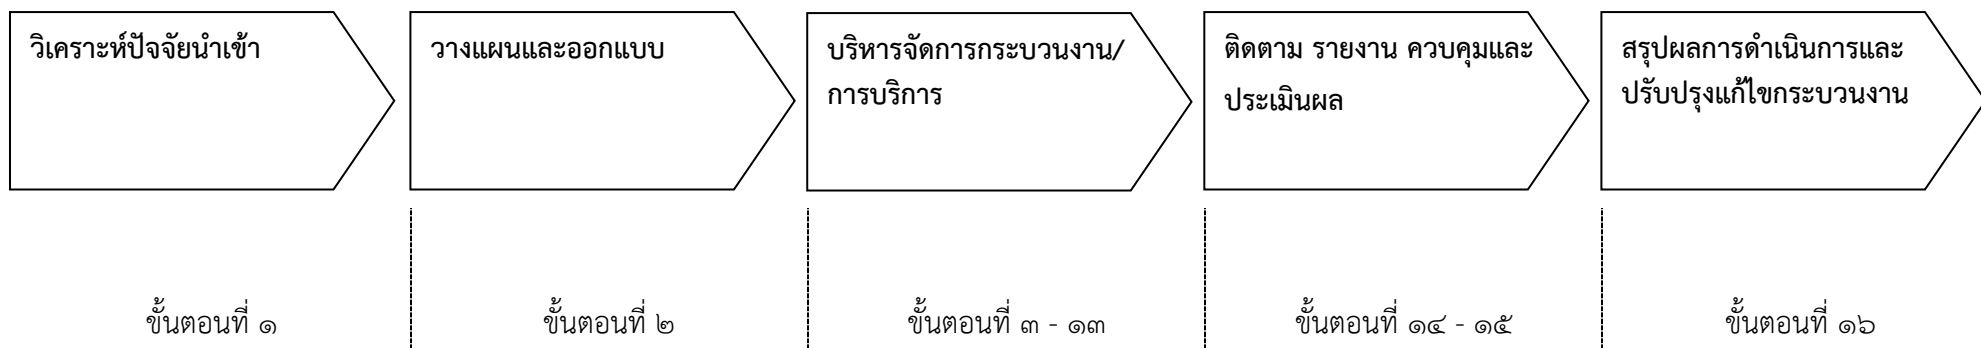 วิเคราะห์ปัจจัยนำเข้า
วางแผนและออกแบบ
บริหารจัดการกระบวนงาน/
การบริการ
ติดตาม รายงาน ควบคุมและ
ประเมินผล
สรุปผลการดำเนินการและ
ปรับปรุงแก้ไขกระบวนงาน
ขั้นตอนที่ ๑
ขั้นตอนที่ ๒
ขั้นตอนที่ ๓ - ๑๓
ขั้นตอนที่ ๑๔ - ๑๕
ขั้นตอนที่ ๑๖